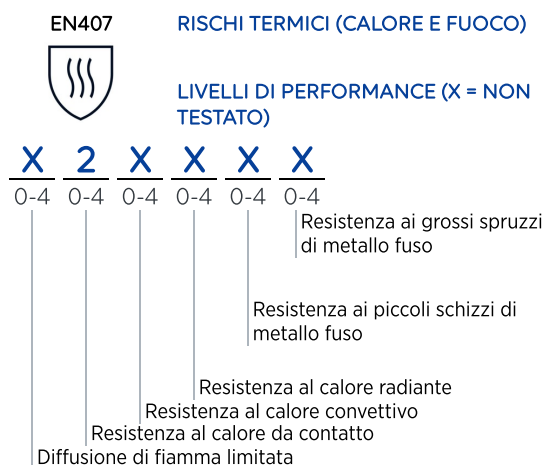 EN407
RISCHI TERMICI (CALORE E FUOCO)
LIVELLI DI PERFORMANCE (X = NON
TESTATO)
X 2 X X X X
0-4 0-4 0-4 0-4 0-4 0-4
Resistenza ai grossi spruzzi
di metallo fuso
Resistenza ai piccoli schizzi di
metallo fuso
Resistenza al calore radiante
Resistenza al calore convettivo
Resistenza al calore da contatto
Diffusione di fiamma limitata